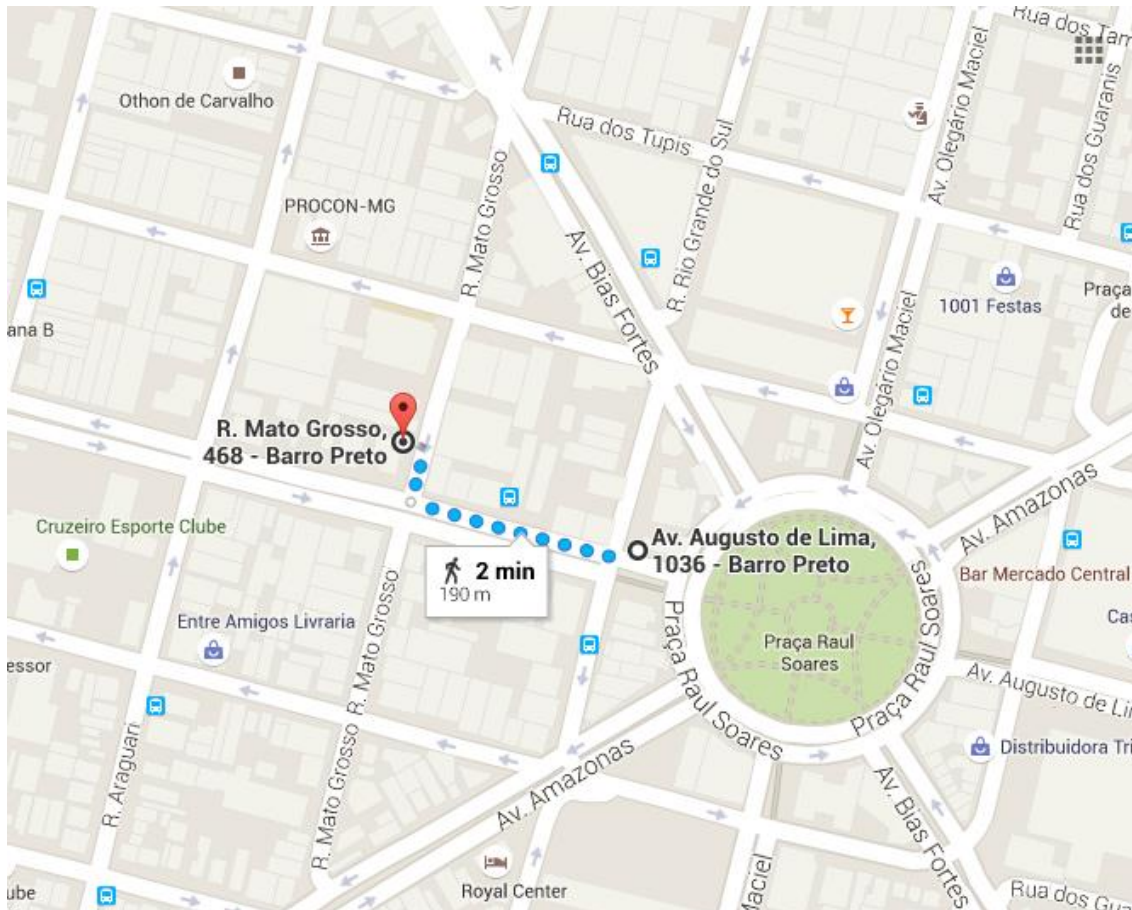 Rua dos Tam
Othon de Carvalho
Rua dos Tupis
Av. Olegário Maciel
Rua dos Guaranis
R. Rio Grande do Sul
R. Mato Grosso
PROCON-MG
Av. Bias Fortes
1001 Festas
Praça
de
ana B
Av. Olegário Maciel
R. Mato Grosso,
468 - Barro Preto
Av. Amazonas
Cruzeiro Esporte Clube
Av. Augusto de Lima,
1036 - Barro Preto
2 min
190 m
Bar Mercado Central
Praça Raul Soares
Cas
R. Mato Grosso
Entre Amigos Livraria
Praça Raul
Soares
essor
Praça Raul Soares
Av. Augusto de Li
R. Araguari
Distribuidora Tri
R. Mato Grosso
Av. Amazonas
Av. Bias Fortes
Royal Center
Maciel
ube
Rua dos Gua